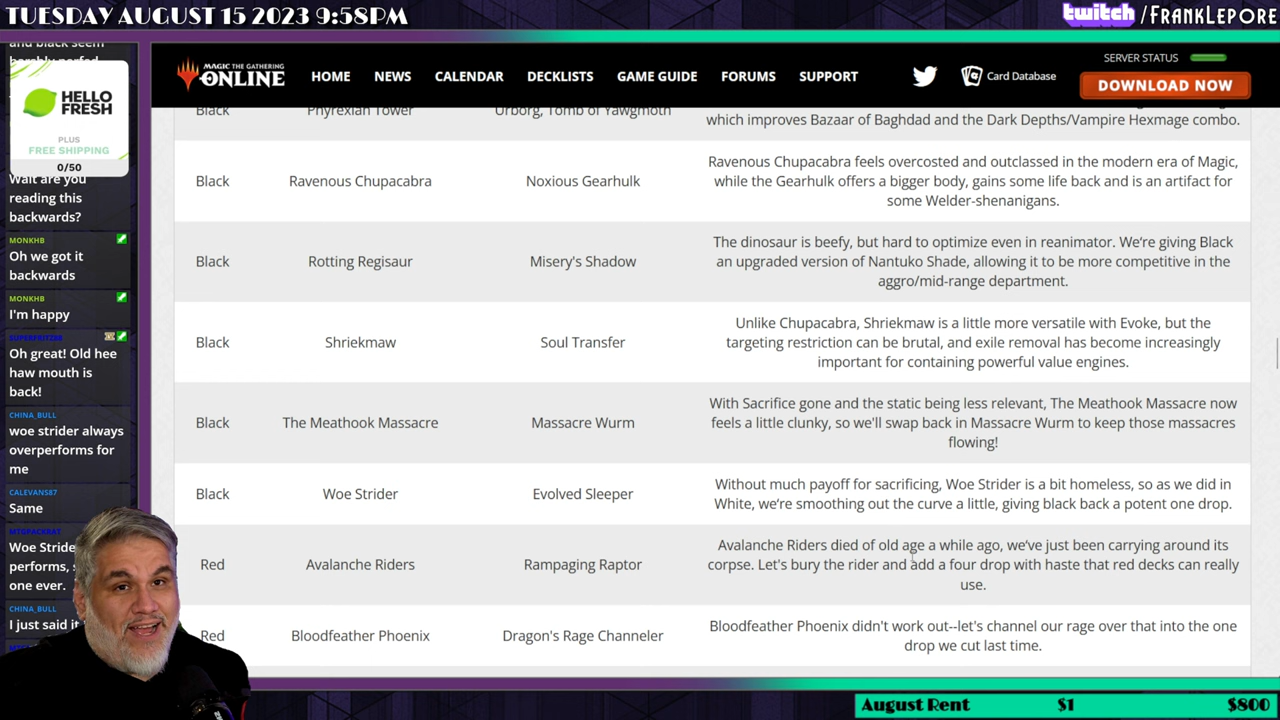 TUESDAY AUGUST 15 2023 9:58PM
twitch /FRANKLEPORE
and black seem
HELLO
FRESH
PLUS
FREE SHIPPING
0/50
Wait are you
reading this
backwards?
MONKHB
Oh we got it
backwards
MONKHB
I'm happy
Oh great! Old hee
haw mouth is
back!
CHINA_BULL
woe strider always
overperforms for
me
CALEVANS87
Same
MTGPACKRAT
Woe Stride
performs, s
one ever.
CHINA_BULL
I just said it
MAGIC THE GATHERING
ONLINE
HOME NEWS CALENDAR DECKLISTS GAME GUIDE FORUMS SUPPORT
Card Database
SERVER STATUS
DOWNLOAD NOW
Black Phyrexian Tower Urborg, Tomb of Yawgmoth
which improves Bazaar of Baghdad and the Dark Depths/Vampire Hexmage combo.
Black Ravenous Chupacabra Noxious Gearhulk
Ravenous Chupacabra feels overcosted and outclassed in the modern era of Magic,
while the Gearhulk offers a bigger body, gains some life back and is an artifact for
some Welder-shenanigans.
Black Rotting Regisaur Misery's Shadow
The dinosaur is beefy, but hard to optimize even in reanimator. We're giving Black
an upgraded version of Nantuko Shade, allowing it to be more competitive in the
aggro/mid-range department.
Black Shriekmaw Soul Transfer
Unlike Chupacabra, Shriekmaw is a little more versatile with Evoke, but the
targeting restriction can be brutal, and exile removal has become increasingly
important for containing powerful value engines.
Black The Meathook Massacre Massacre Wurm
With Sacrifice gone and the static being less relevant, The Meathook Massacre now
feels a little clunky, so we'll swap back in Massacre Wurm to keep those massacres
flowing!
Black Woe Strider Evolved Sleeper
Without much payoff for sacrificing, Woe Strider is a bit homeless, so as we did in
White, we're smoothing out the curve a little, giving black back a potent one drop.
Red Avalanche Riders Rampaging Raptor
Avalanche Riders died of old age a while ago, we've just been carrying around its
corpse. Let's bury the rider and add a four drop with haste that red decks can really
use.
Red Bloodfeather Phoenix Dragon's Rage Channeler
Bloodfeather Phoenix didn't work out--let's channel our rage over that into the one
drop we cut last time.
August Rent $1 $800